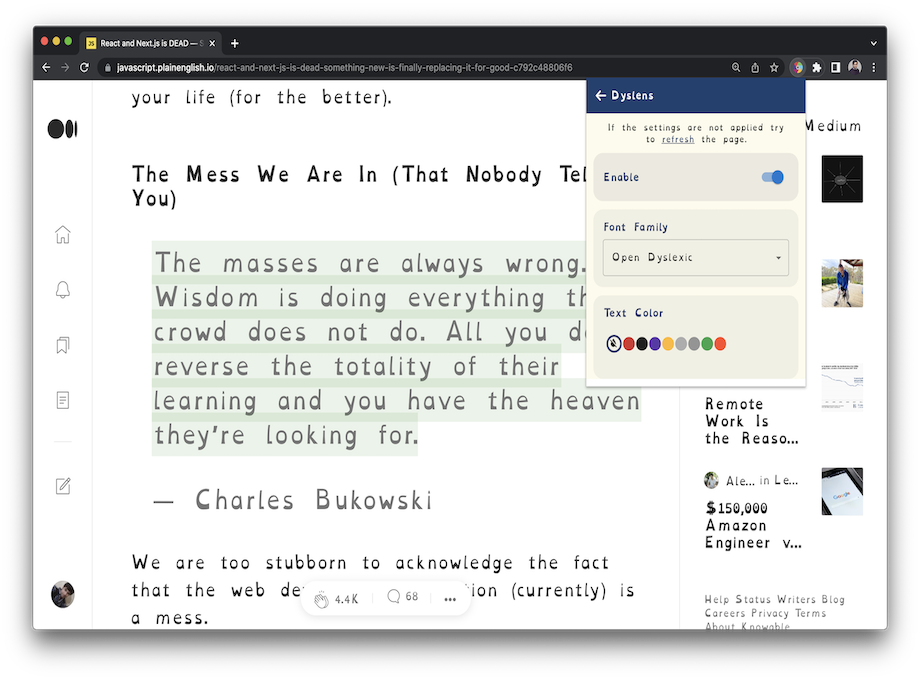 React and Next.js is DEAD — S
javascript.plainenglish.io/react-and-next-js-is-dead-something-new-is-finally-replacing-it-for-good-c792c48806f6
your life (for the better).
The Mess We Are In (That Nobody Tel
You)
The masses are always wrong.
Wisdom is doing everything th
crowd does not do. All you do
reverse the totality of their
learning and you have the heaven
they're looking for.
— Charles Bukowski
We are too stubborn to acknowledge the fact
that the web de tion (currently) is
a mess.
4.4K 68
Dyslens
If the settings are not applied try
to refresh the page.
Enable
Font Family
Open Dyslexic
Text Color
Medium
Remote
Work Is
the Reaso...
Ale... in Le...
$150,000
Amazon
Engineer v...
Help Status Writers Blog
Careers Privacy Terms
About Knowable